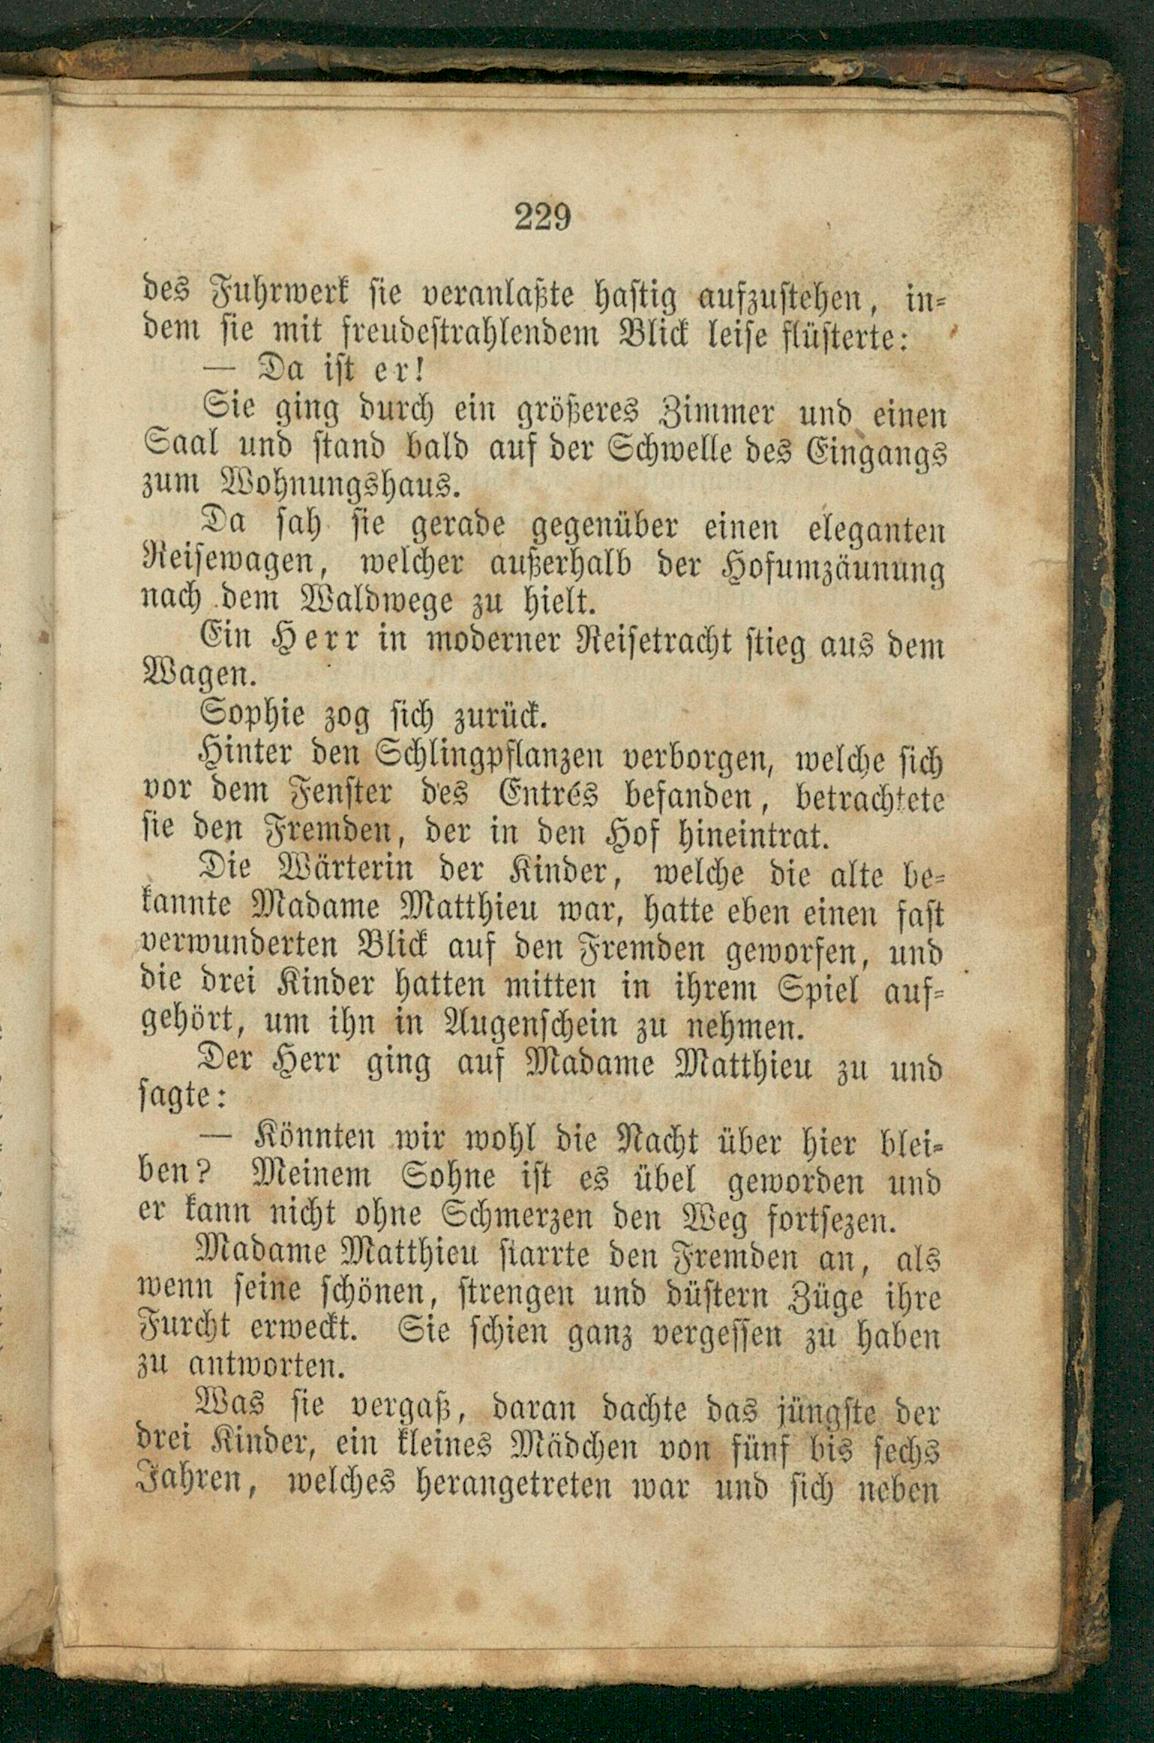 229
des Fuhrwerk sie veranlaßte hastig aufzustehen, in-
dem sie mit freudestrahlendem Blick leise flüsterte:
— Da ist er!
Sie ging durch ein größeres Zimmer und einen
Saal und stand bald auf der Schwelle des Eingangs
zum Wohnungshaus.
Da sah sie gerade gegenüber einen eleganten
Reisewagen, welcher außerhalb der Hofumzäunung
nach dem Waldwege zu hielt.
Ein Herr in moderner Reisetracht stieg aus dem
Wagen.
Sophie zog sich zurück.
Hinter den Schlingpflanzen verborgen, welche sich
vor dem Fenster des Entrés befanden, betrachtete
sie den Fremden, der in den Hof hineintrat.
Die Wärterin der Kinder, welche die alte be-
kannte Madame Matthieu war, hatte eben einen fast
verwunderten Blick auf den Fremden geworfen, und
die drei Kinder hatten mitten in ihrem Spiel auf-
gehört, um ihn in Augenschein zu nehmen.
Der Herr ging auf Madame Matthieu zu und
sagte:
— Könnten wir wohl die Nacht über hier blei-
ben? Meinem Sohne ist es übel geworden und
er kann nicht ohne Schmerzen den Weg fortsezen.
Madame Matthieu starrte den Fremden an, als
wenn seine schönen, strengen und düstern Züge ihre
Furcht erweckt. Sie schien ganz vergessen zu haben
zu antworten.
Was sie vergaß, daran dachte das jüngste der
drei Kinder, ein kleines Mädchen von fünf bis sechs
Jahren, welches herangetreten war und sich neben